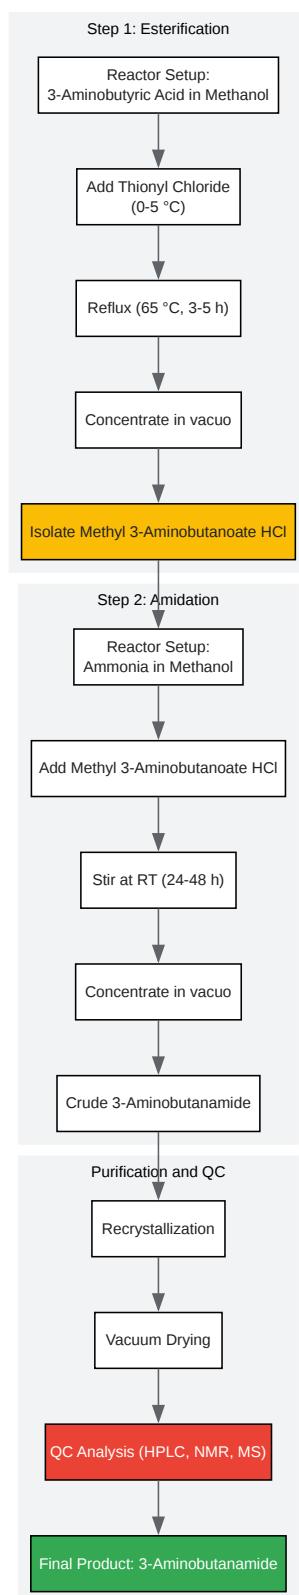 Step 1: Esterification
Reactor Setup:
3-Aminobutyric Acid in Methanol
Add Thionyl Chloride
(0-5 °C)
Reflux (65 °C, 3-5 h)
Concentrate in vacuo
Isolate Methyl 3-Aminobutanoate HCl
Step 2: Amidation
Reactor Setup:
Ammonia in Methanol
Add Methyl 3-Aminobutanoate HCl
Stir at RT (24-48 h)
Concentrate in vacuo
Crude 3-Aminobutanamide
Purification and QC
Recrystallization
Vacuum Drying
QC Analysis (HPLC, NMR, MS)
Final Product: 3-Aminobutanamide